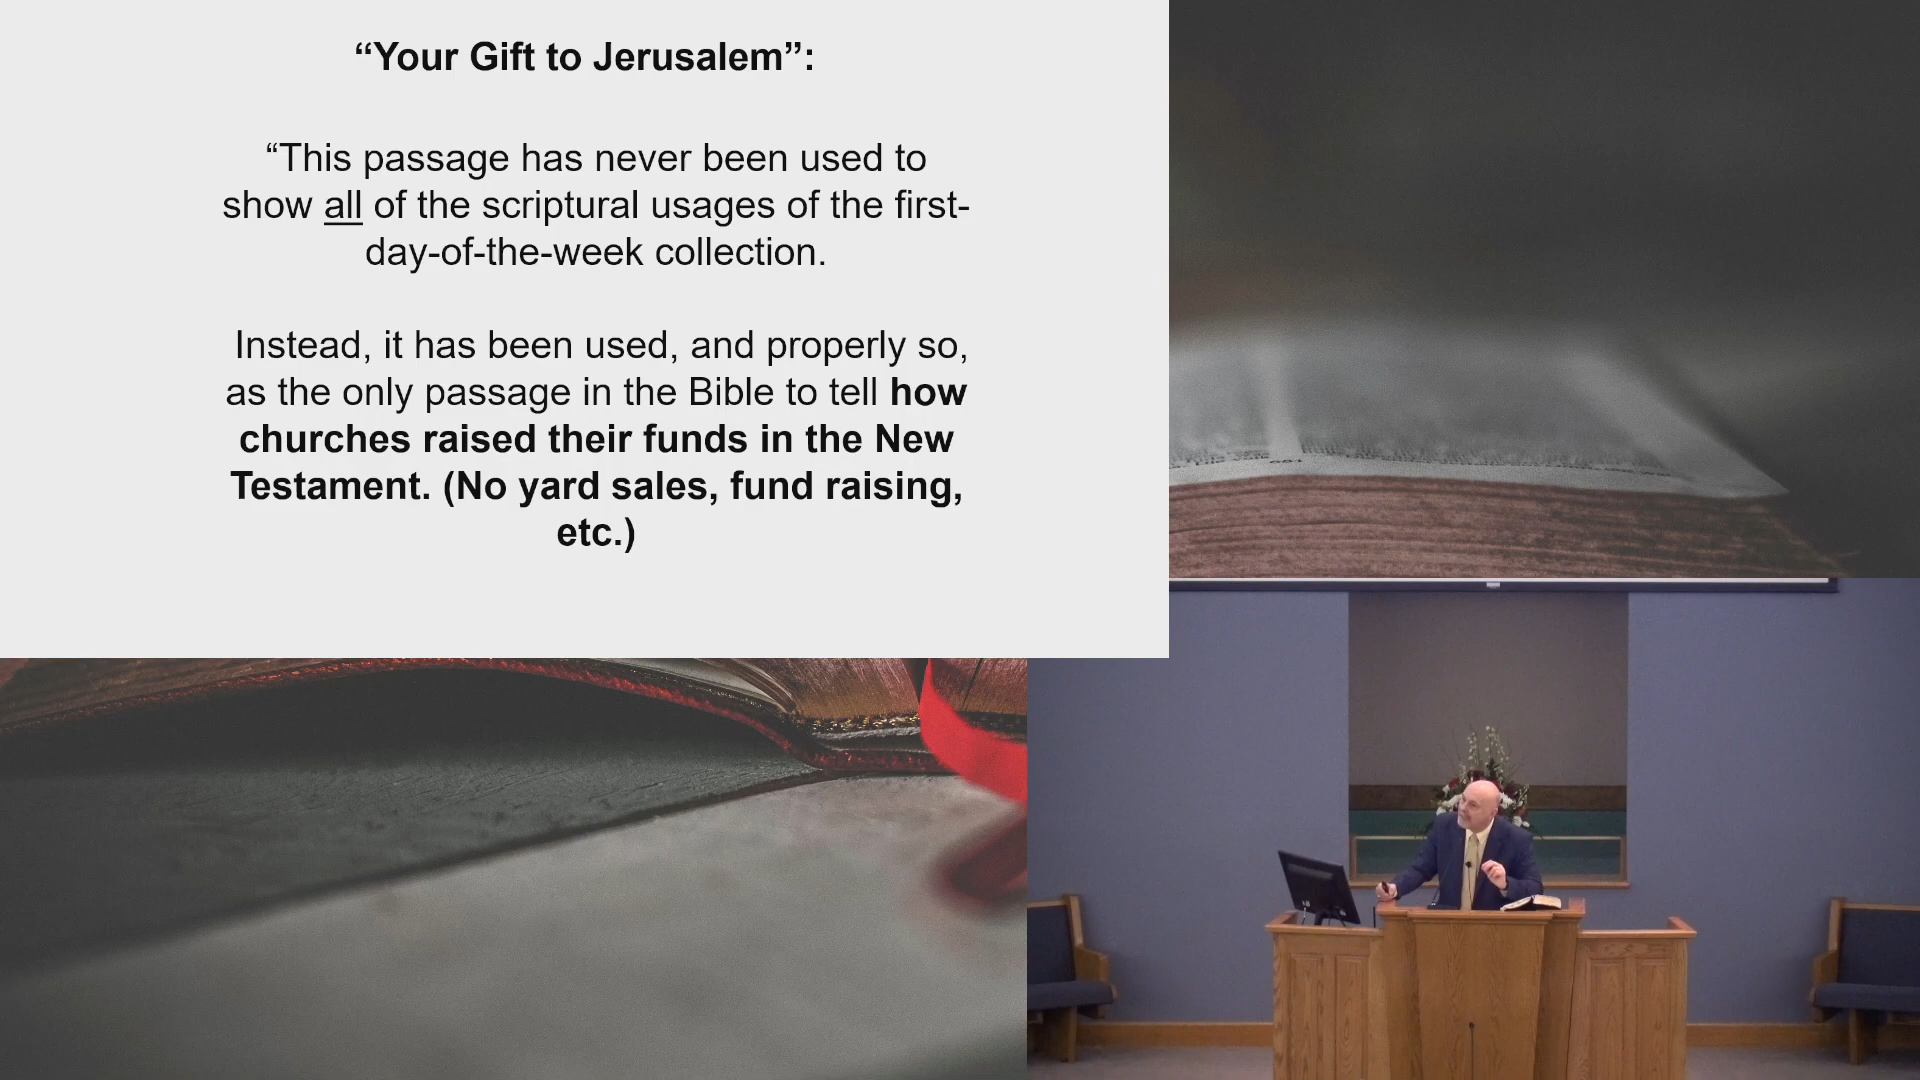 “Your Gift to Jerusalem”:
“This passage has never been used to
show all of the scriptural usages of the first-
day-of-the-week collection.
Instead, it has been used, and properly so,
as the only passage in the Bible to tell how
churches raised their funds in the New
Testament. (No yard sales, fund raising,
etc.)